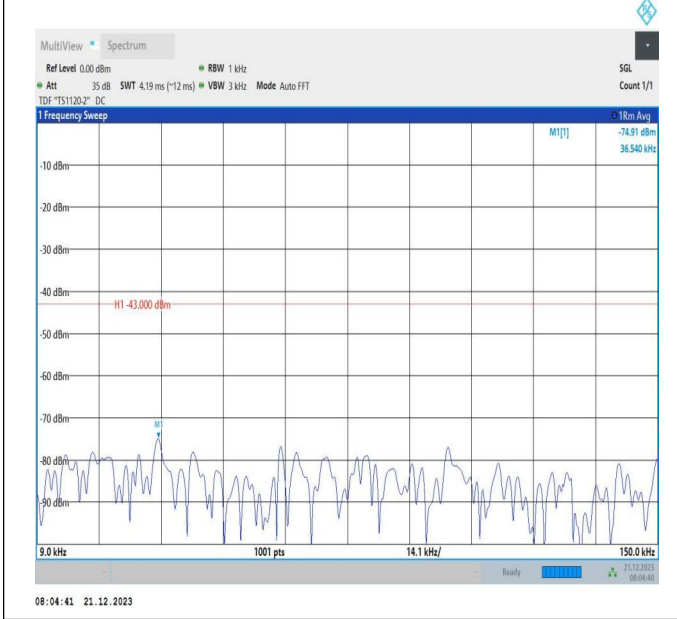 R&S
MultiView Spectrum
Ref Level 0.00 dBm RBW 1 kHz SGL
Att 35 dB SWT 4.19 ms (~12 ms) VBW 3 kHz Mode Auto FFT Count 1/1
TDF "TS1120-2" DC
1 Frequency Sweep 1Rm Avg
M1[1] -74.91 dBm
36.540 kHz
-10 dBm
-20 dBm
-30 dBm
-40 dBm
H1 -43.000 dBm
-50 dBm
-60 dBm
-70 dBm
M1
-80 dBm
-90 dBm
9.0 kHz 1001 pts 14.1 kHz/ 150.0 kHz
Ready 21.12.2023
08:04:40
08:04:41 21.12.2023